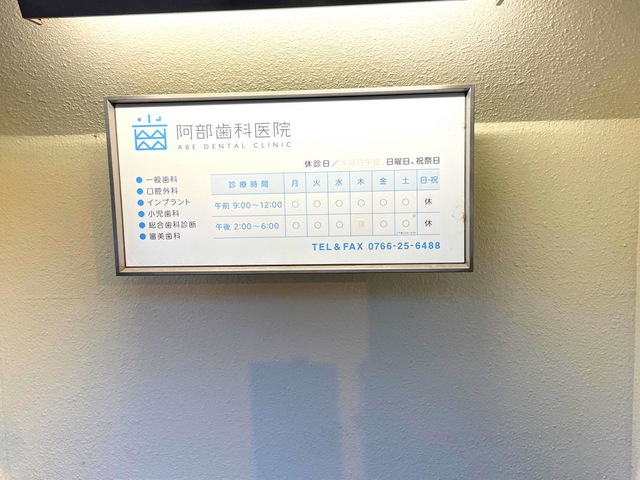 阿部歯科医院
ABE DENTAL CLINIC
休診日/ 日曜日、祝祭日
●一般歯科
●口腔外科
●インプラント
●小児歯科
●総合歯科診断
●審美歯科
診療時間 月 火 水 木 金 土 日・祝
午前 9:00〜12:00 ○ ○ ○ ○ ○ ○ 休
午後 2:00〜6:00 ○ ○ ○ 休 ○ ○ 休
TEL&FAX 0766-25-6488